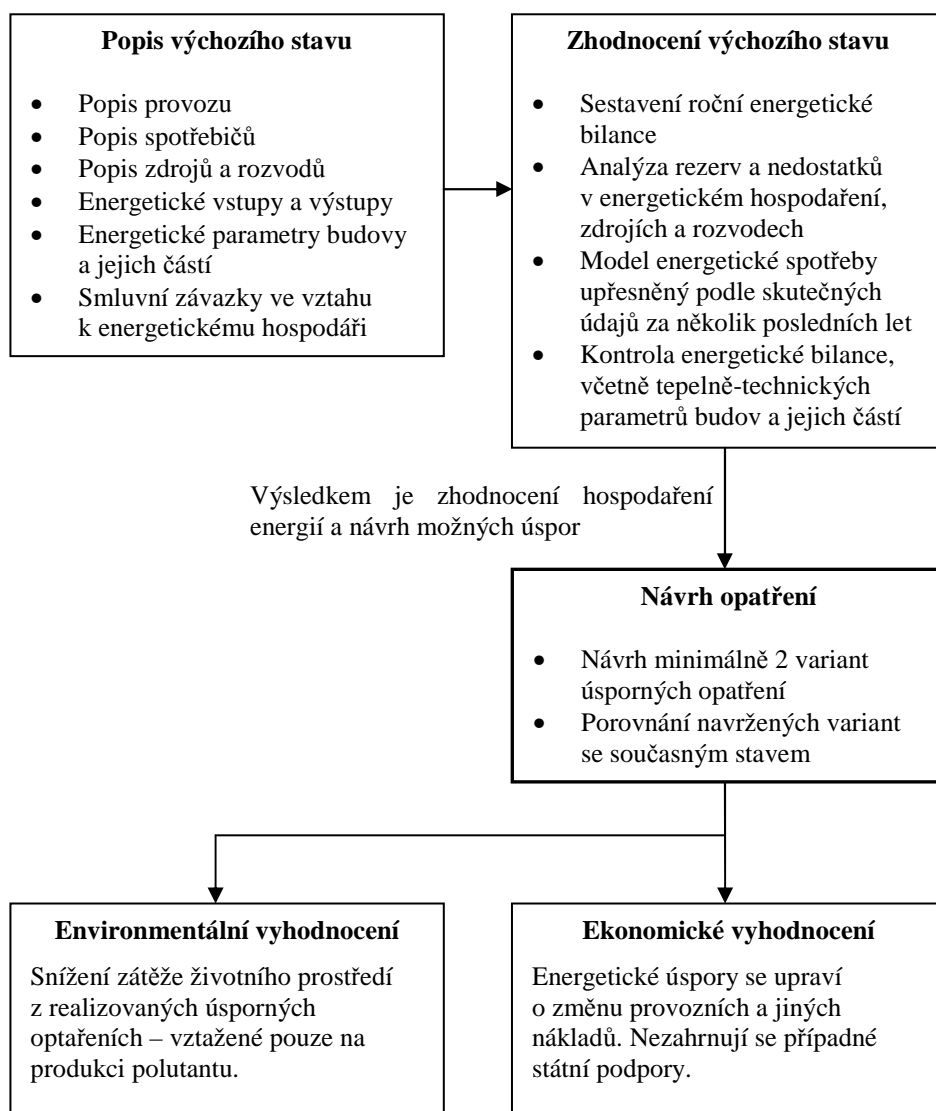 Popis výchozího stavu
• Popis provozu
• Popis spotřebičů
• Popis zdrojů a rozvodů
• Energetické vstupy a výstupy
• Energetické parametry budovy
a jejich částí
• Smluvní závazky ve vztahu
k energetickému hospodáři
Zhodnocení výchozího stavu
• Sestavení roční energetické
bilance
• Analýza rezerv a nedostatků
v energetickém hospodaření,
zdrojích a rozvodech
• Model energetické spotřeby
upřesněný podle skutečných
údajů za několik posledních let
• Kontrola energetické bilance,
včetně tepelně-technických
parametrů budov a jejich částí
Výsledkem je zhodnocení hospodaření
energií a návrh možných úspor
Návrh opatření
• Návrh minimálně 2 variant
úsporných opatření
• Porovnání navržených variant
se současným stavem
Environmentální vyhodnocení
Snížení zátěže životního prostředí
z realizovaných úsporných
optařeních – vztažené pouze na
produkci polutantu.
Ekonomické vyhodnocení
Energetické úspory se upraví
o změnu provozních a jiných
nákladů. Nezahrnují se případné
státní podpory.